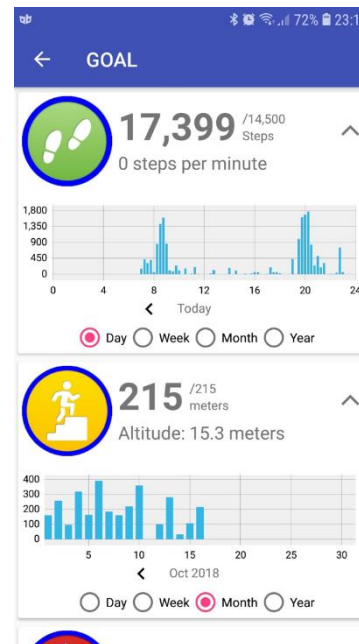 72% 23:1
GOAL
17,399 /14,500
Steps
0 steps per minute
1,800
1,350
900
450
0
0 4 8 12 16 20 24
Today
Day Week Month Year
215 /215
meters
Altitude: 15.3 meters
400
300
200
100
0
5 10 15 20 25 30
Oct 2018
Day Week Month Year